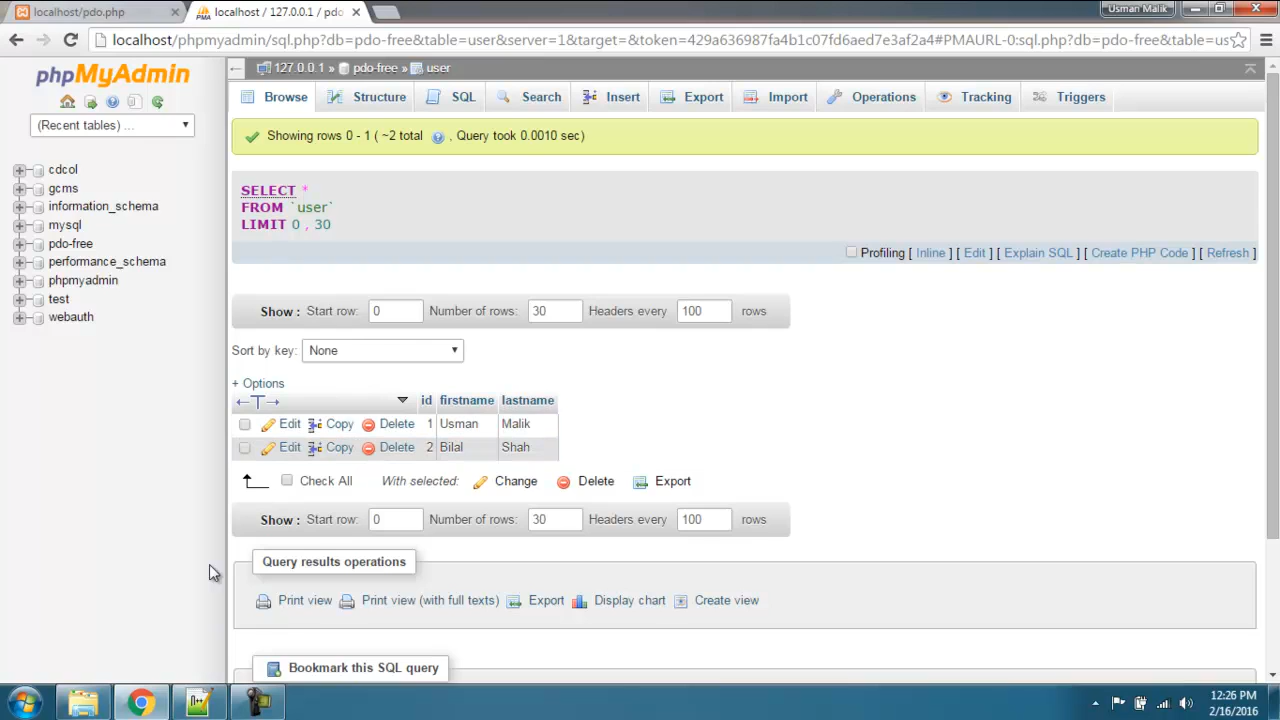 localhost/pdo.php
localhost / 127.0.0.1 / pdo
Usman Malik
localhost/phpmyadmin/sql.php?db=pdo-free&table=user&server=1&target=&token=429a636987fa4b1c07fd6aed7e3af2a4#PMAURL-0:sql.php?db=pdo-free&table=us
phpMyAdmin
(Recent tables) ...
cdcol
gcms
information_schema
mysql
pdo-free
performance_schema
phpmyadmin
test
webauth
127.0.0.1 » pdo-free » user
Browse Structure SQL Search Insert Export Import Operations Tracking Triggers
Showing rows 0 - 1 ( ~2 total , Query took 0.0010 sec)
SELECT *
FROM `user`
LIMIT 0 , 30
Profiling [ Inline ] [ Edit ] [ Explain SQL ] [ Create PHP Code ] [ Refresh ]
Show : Start row: 0 Number of rows: 30 Headers every 100 rows
Sort by key: None
+ Options
←T→ id firstname lastname
Edit Copy Delete 1 Usman Malik
Edit Copy Delete 2 Bilal Shah
Check All With selected: Change Delete Export
Show : Start row: 0 Number of rows: 30 Headers every 100 rows
Query results operations
Print view Print view (with full texts) Export Display chart Create view
Bookmark this SQL query
12:26 PM
2/16/2016